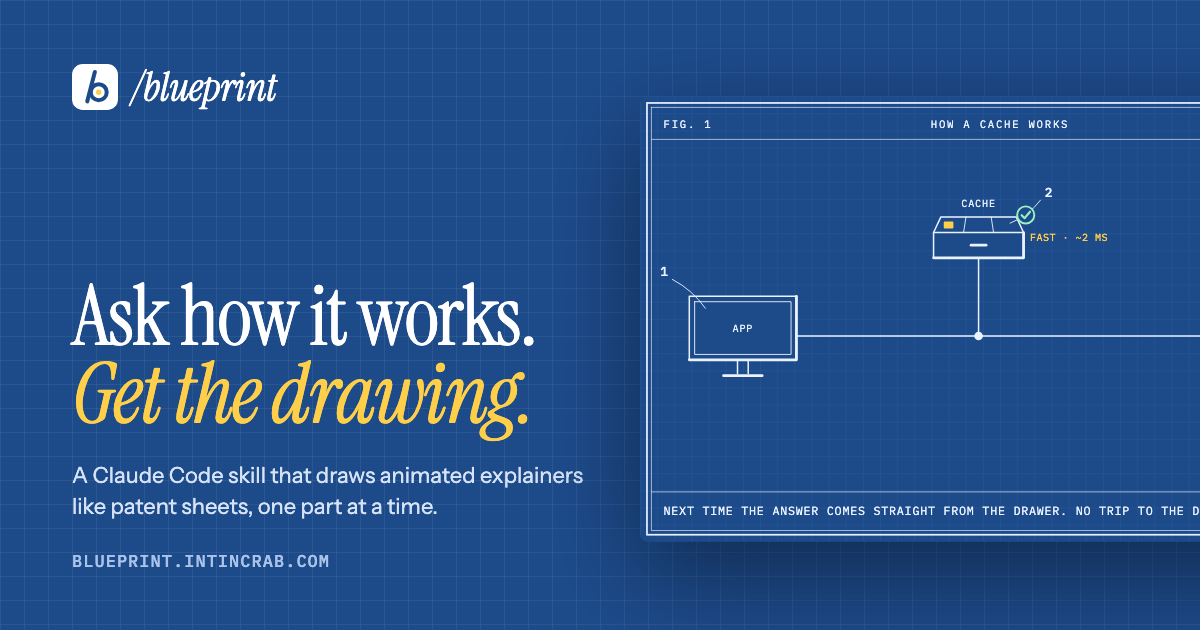 /blueprint
Ask how it works.
Get the drawing.
A Claude Code skill that draws animated explainers
like patent sheets, one part at a time.
BLUEPRINT.INTINCRAB.COM
FIG. 1
HOW A CACHE WORKS
2
CACHE
FAST · ~2 MS
1
APP
NEXT TIME THE ANSWER COMES STRAIGHT FROM THE DRAWER. NO TRIP TO THE D